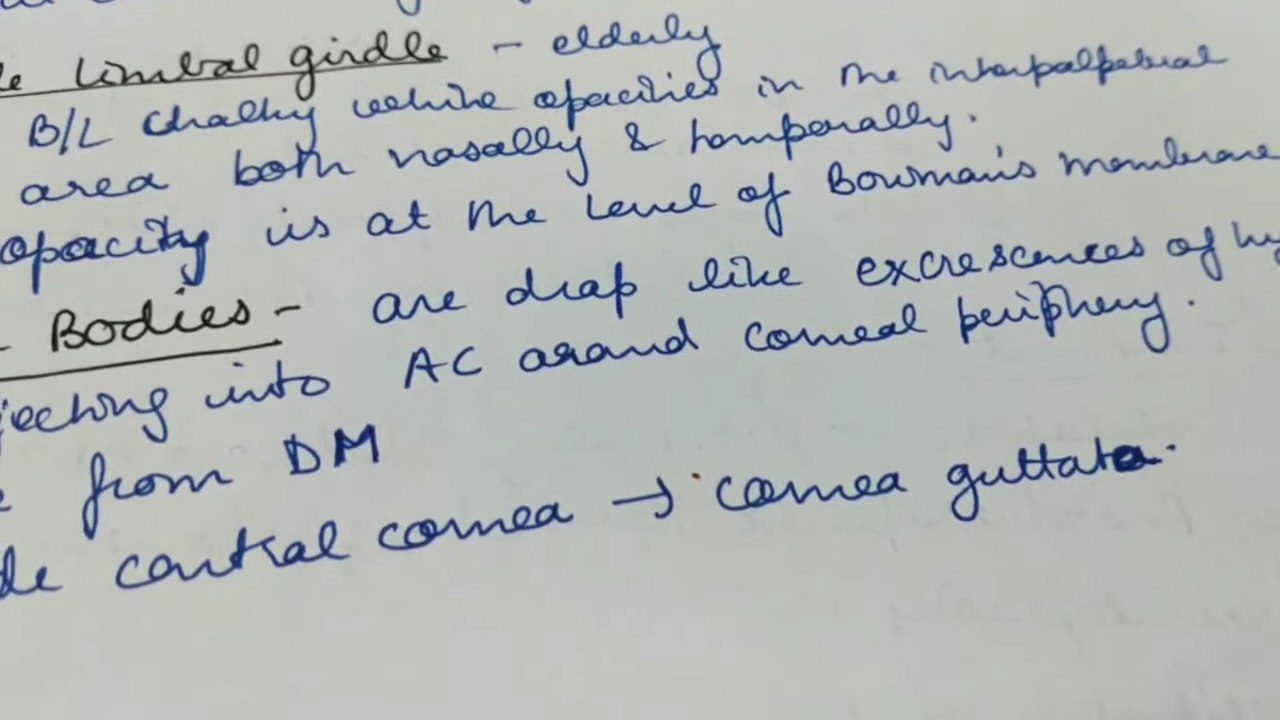 limbal girdle - elderly
B/L chalky white opacities in the interpalpebral
area both nasally & temporally.
opacity is at the level of Bowman's membrane
Bodies - are drop like excrescences of hy
jecting into AC around corneal periphery.
from DM
central cornea → cornea guttata.